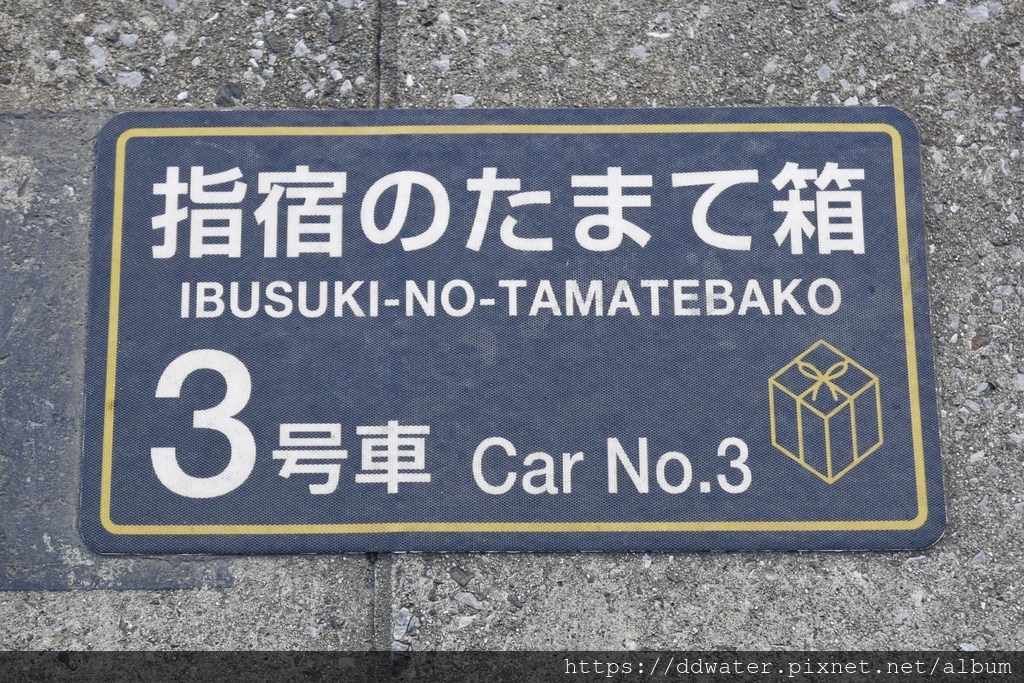 指宿のたまて箱
IBUSUKI-NO-TAMATEBAKO
3号車 Car No.3
https://ddwater.pixnet.net/album